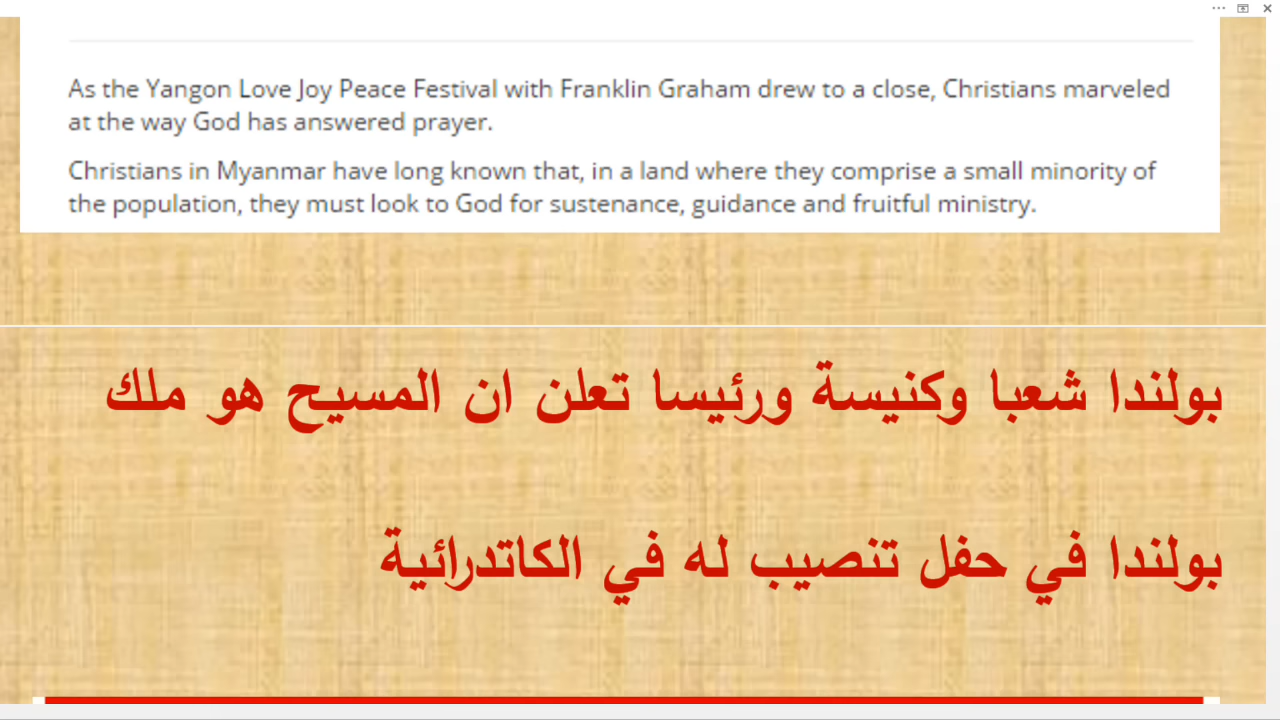 As the Yangon Love Joy Peace Festival with Franklin Graham drew to a close, Christians marveled
at the way God has answered prayer.
Christians in Myanmar have long known that, in a land where they comprise a small minority of
the population, they must look to God for sustenance, guidance and fruitful ministry.
بولندا شعبا وكنيسة ورئيسا تعلن ان المسيح هو ملك
بولندا في حفل تنصيب له في الكاتدرائية